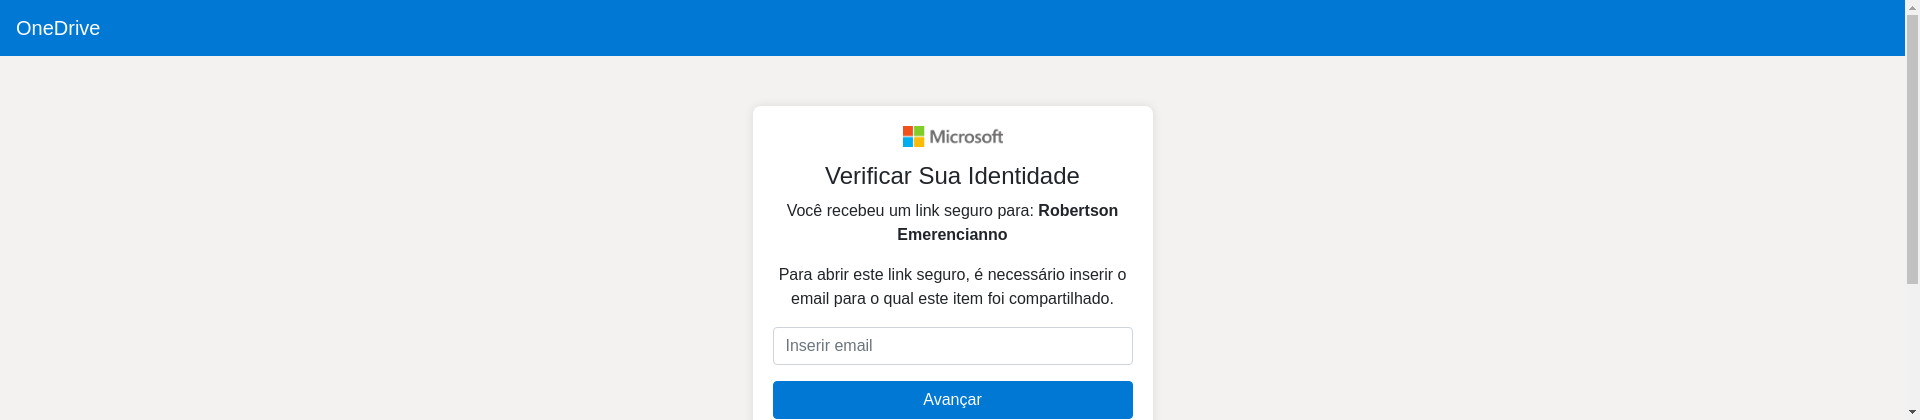 OneDrive
Microsoft
Verificar Sua Identidade
Você recebeu um link seguro para: Robertson
Emerencianno
Para abrir este link seguro, é necessário inserir o
email para o qual este item foi compartilhado.
Inserir email
Avançar